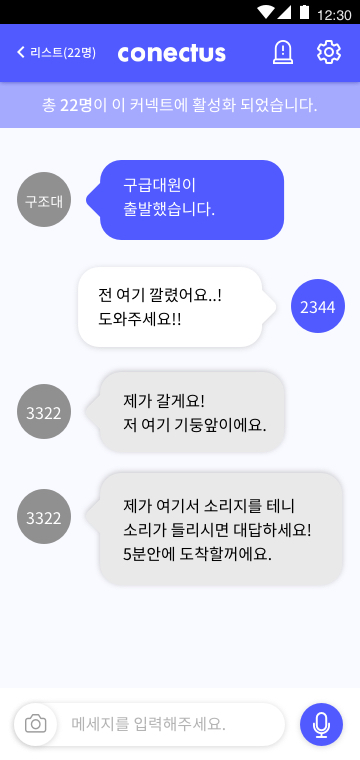 12:30
리스트(22명)
conectus
총 22명이 이 커넥트에 활성화 되었습니다.
구조대
구급대원이
출발했습니다.
전 여기 깔렸어요..!
도와주세요!!
2344
3322
제가 갈게요!
저 여기 기둥앞이에요.
3322
제가 여기서 소리지를 테니
소리가 들리시면 대답하세요!
5분안에 도착할꺼에요.
메세지를 입력해주세요.